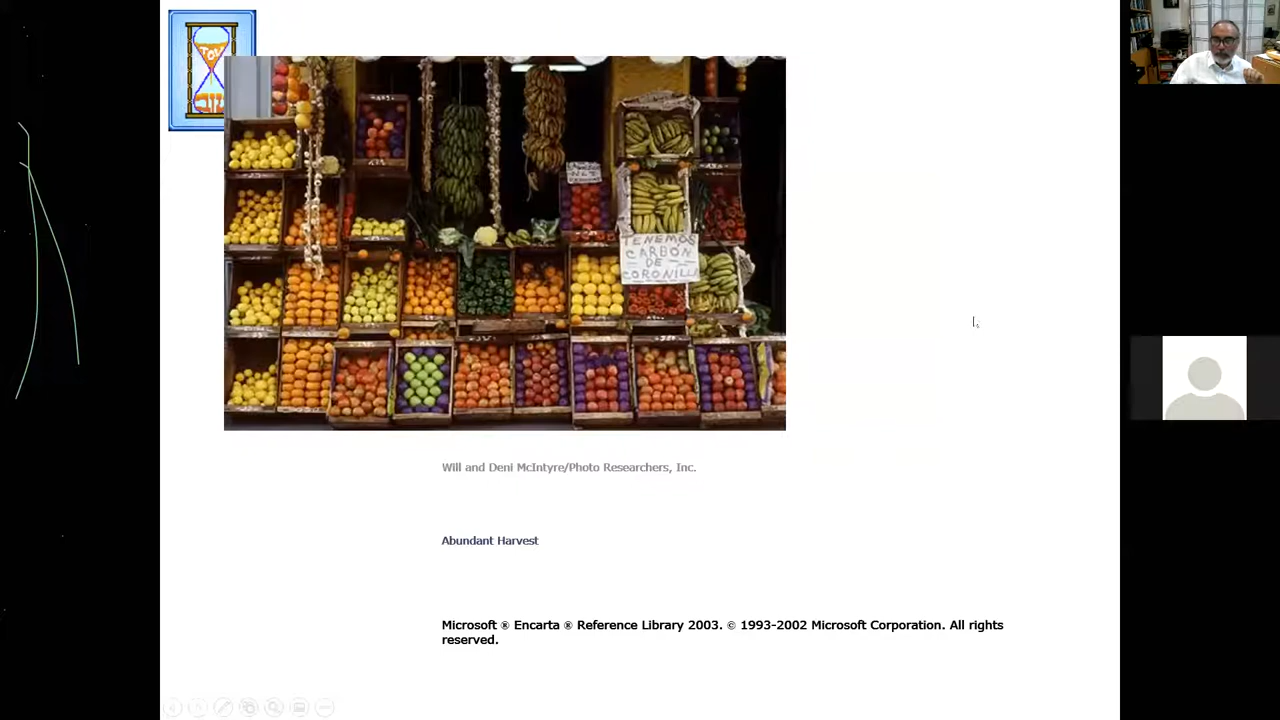 TENEMOS
CARBON
DE
Will and Deni McIntyre/Photo Researchers, Inc.
Abundant Harvest
Microsoft ® Encarta ® Reference Library 2003. © 1993-2002 Microsoft Corporation. All rights
reserved.